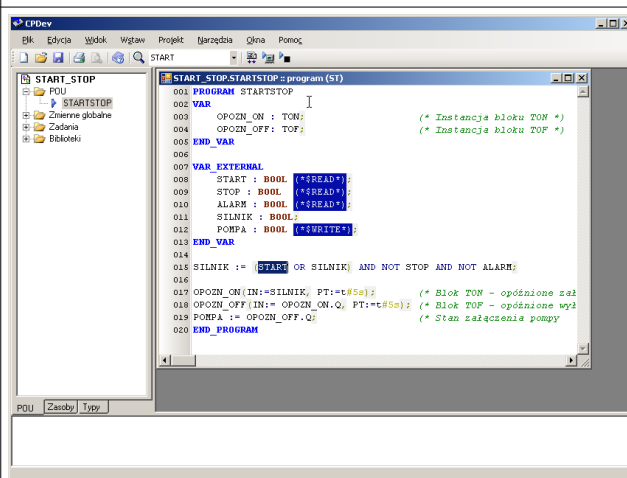 CPDev
Plik Edycja Widok Wstaw Projekt Narzędzia Okna Pomoc
START
START_STOP
POU
STARTSTOP
Zmienne globalne
Zadania
Biblioteki
START_STOP.STARTSTOP :: program (ST)
001 PROGRAM STARTSTOP
002 VAR
003 OPOZN_ON : TON; (* Instancja bloku TON *)
004 OPOZN_OFF: TOF; (* Instancja bloku TOF *)
005 END_VAR
006
007 VAR_EXTERNAL
008 START : BOOL (*$READ*);
009 STOP : BOOL (*$READ*);
010 ALARM : BOOL (*$READ*);
011 SILNIK : BOOL;
012 POMPA : BOOL (*$WRITE*);
013 END_VAR
014
015 SILNIK := (START OR SILNIK) AND NOT STOP AND NOT ALARM;
016
017 OPOZN_ON(IN:=SILNIK, PT:=t#5s); (* Blok TON - opóźnione zał
018 OPOZN_OFF(IN:= OPOZN_ON.Q, PT:=t#5s); (* Blok TOF - opóźnione wył
019 POMPA := OPOZN_OFF.Q; (* Stan załączenia pompy
020 END_PROGRAM
POU Zasoby Typy